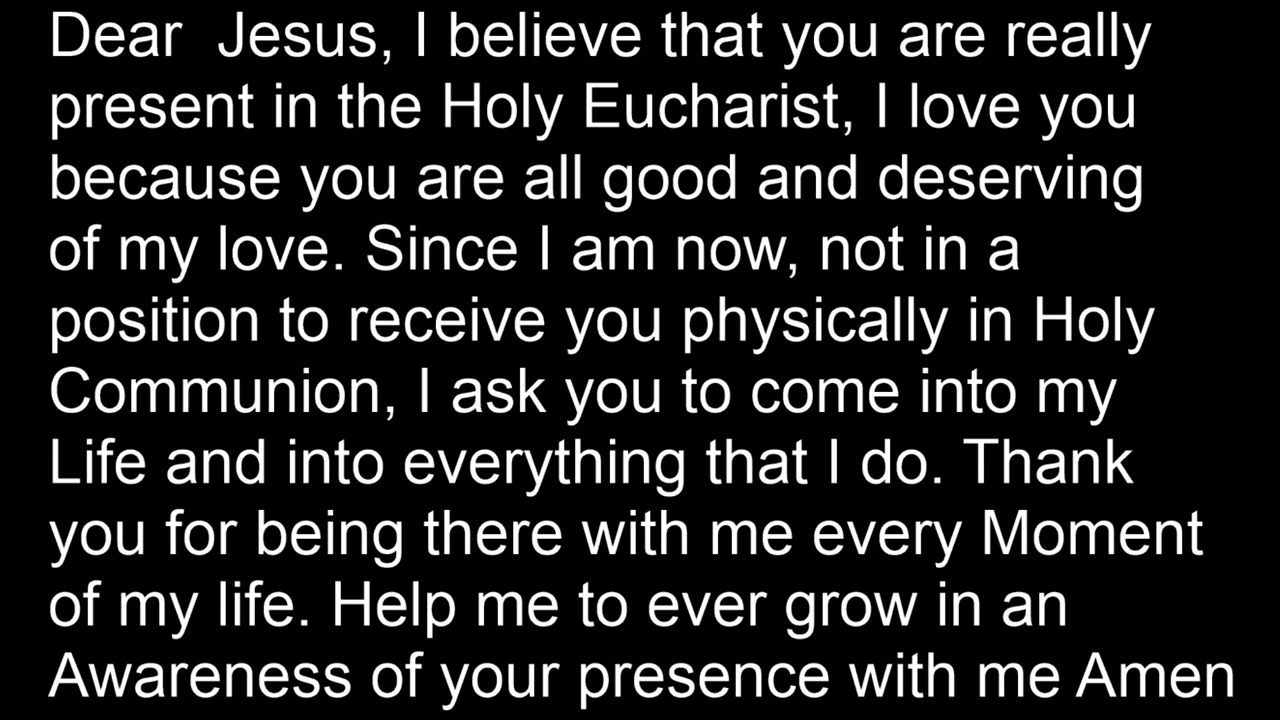 Dear  Jesus, I believe that you are really
present in the Holy Eucharist, I love you
because you are all good and deserving
of my love. Since I am now, not in a
position to receive you physically in Holy
Communion, I ask you to come into my
Life and into everything that I do. Thank
you for being there with me every Moment
of my life. Help me to ever grow in an
Awareness of your presence with me Amen